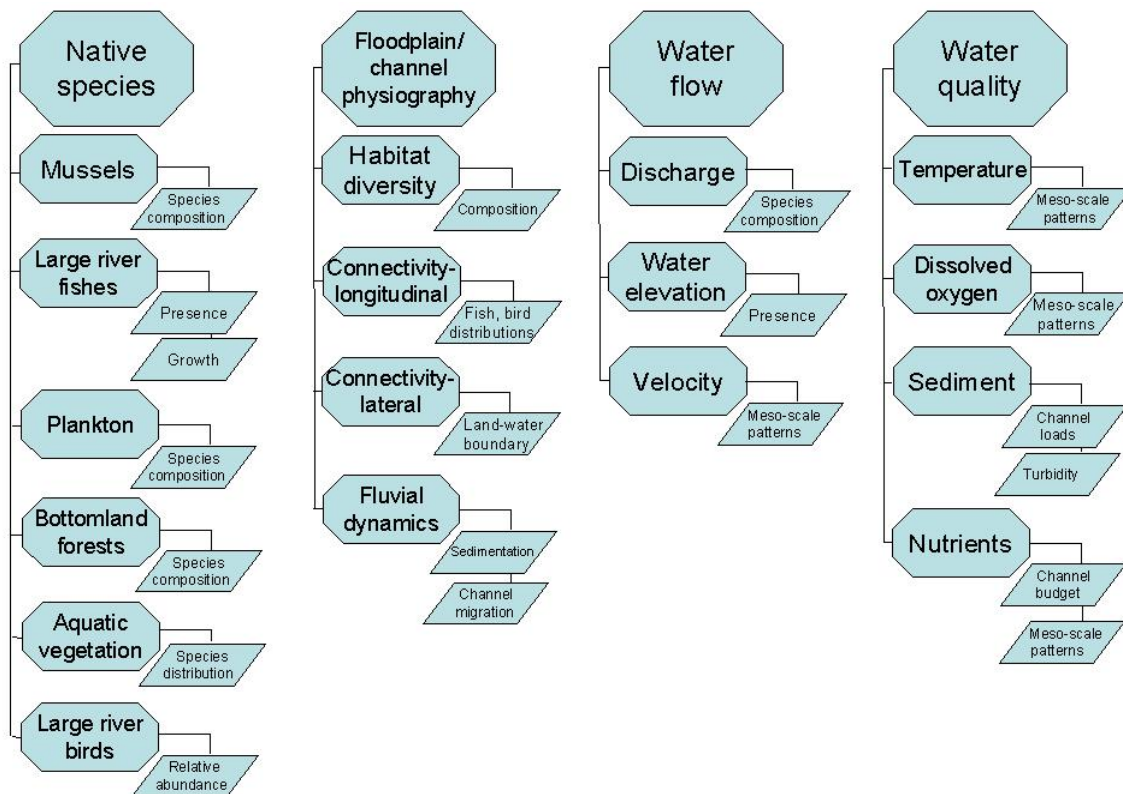 Native
species
Mussels
Species
composition
Large river
fishes
Presence
Growth
Plankton
Species
composition
Bottomland
forests
Species
composition
Aquatic
vegetation
Species
distribution
Large river
birds
Relative
abundance
Floodplain/
channel
physiography
Habitat
diversity
Composition
Connectivity-
longitudinal
Fish, bird
distributions
Connectivity-
lateral
Land-water
boundary
Fluvial
dynamics
Sedimentation
Channel
migration
Water
flow
Discharge
Species
composition
Water
elevation
Presence
Velocity
Meso-scale
patterns
Water
quality
Temperature
Meso-scale
patterns
Dissolved
oxygen
Meso-scale
patterns
Sediment
Channel
loads
Turbidity
Nutrients
Channel
budget
Meso-scale
patterns